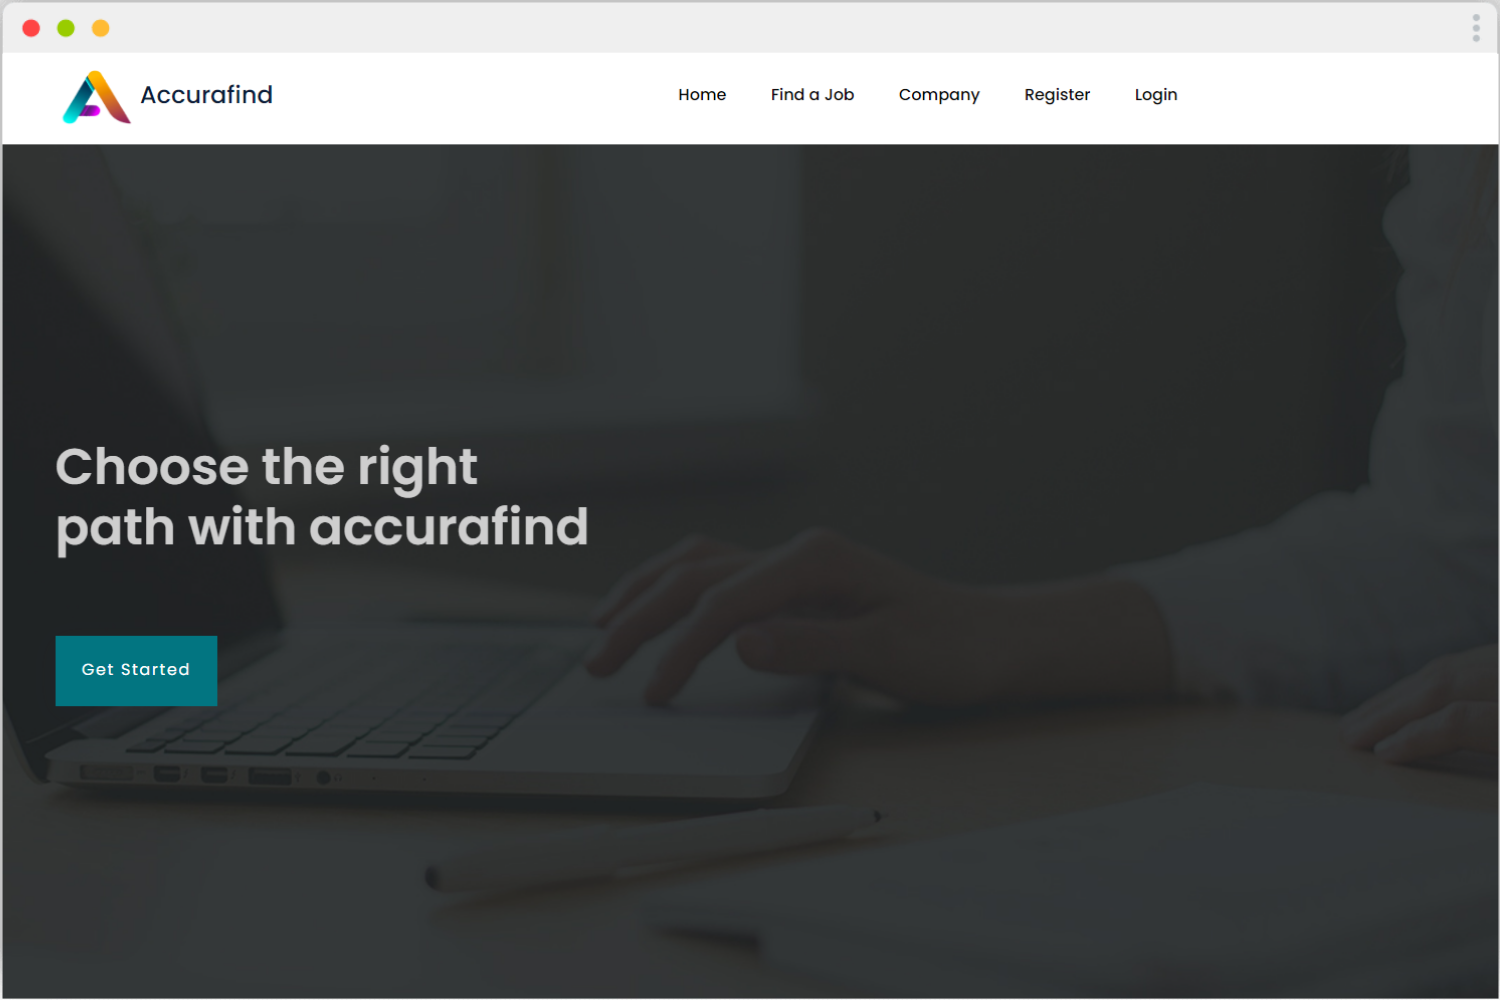 Accurafind
Home Find a Job Company Register Login
Choose the right
path with accurafind
Get Started